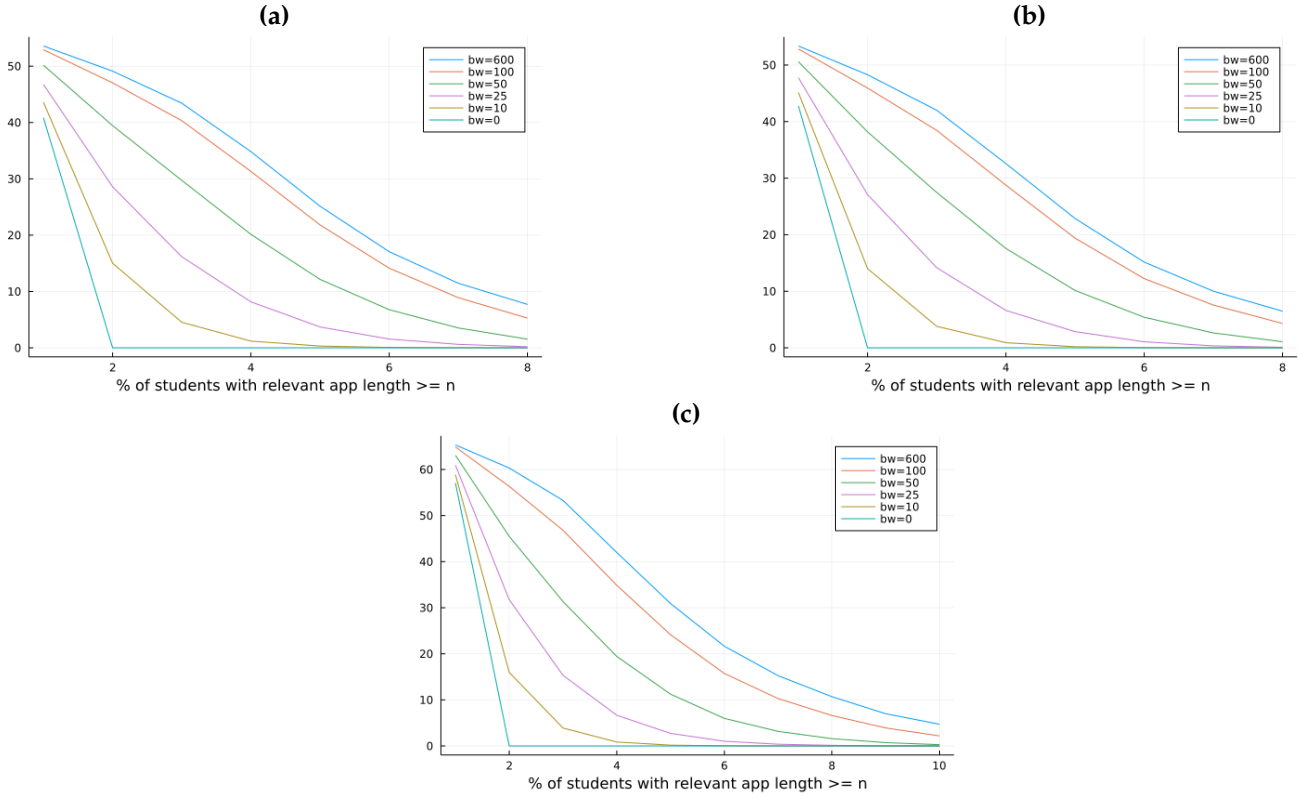 (a)
50
40
30
20
10
0
bw=600
bw=100
bw=50
bw=25
bw=10
bw=0
2
4
6
8
% of students with relevant app length >= n
(b)
50
40
30
20
10
0
bw=600
bw=100
bw=50
bw=25
bw=10
bw=0
2
4
6
8
% of students with relevant app length >= n
(c)
60
50
40
30
20
10
0
bw=600
bw=100
bw=50
bw=25
bw=10
bw=0
2
4
6
8
10
% of students with relevant app length >= n